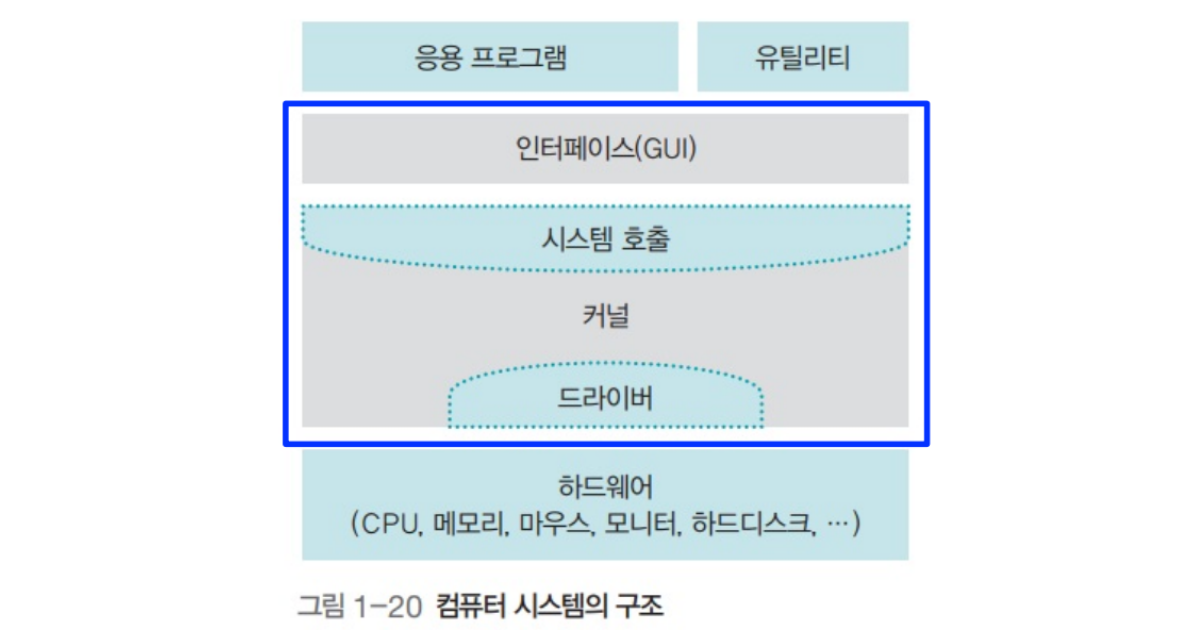 응용 프로그램
유틸리티
인터페이스(GUI)
시스템 호출
커널
드라이버
하드웨어
(CPU, 메모리, 마우스, 모니터, 하드디스크, …)
그림 1-20 컴퓨터 시스템의 구조